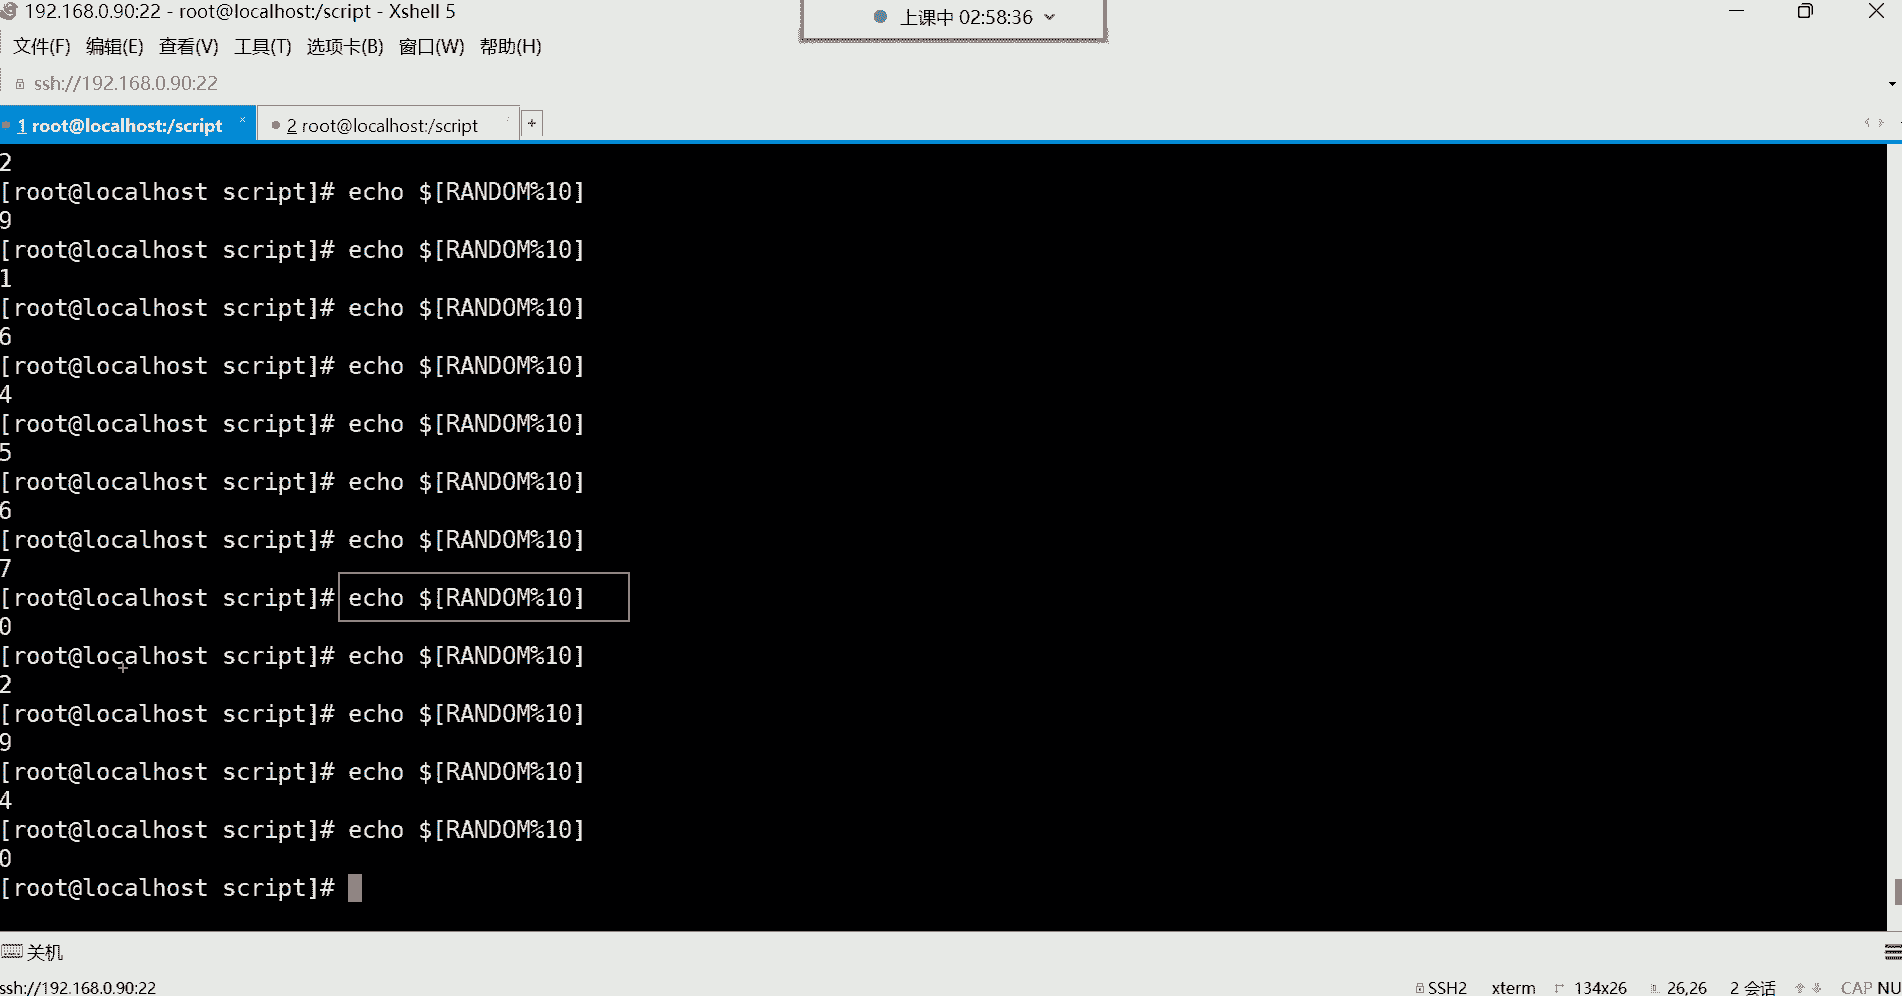 192.168.0.90:22 - root@localhost:/script - Xshell 5
上课中 02:58:36
文件(F) 编辑(E) 查看(V) 工具(T) 选项卡(B) 窗口(W) 帮助(H)
ssh://192.168.0.90:22
1 root@localhost:/script × 2 root@localhost:/script +
2
[root@localhost script]# echo $[RANDOM%10]
9
[root@localhost script]# echo $[RANDOM%10]
1
[root@localhost script]# echo $[RANDOM%10]
6
[root@localhost script]# echo $[RANDOM%10]
4
[root@localhost script]# echo $[RANDOM%10]
5
[root@localhost script]# echo $[RANDOM%10]
6
[root@localhost script]# echo $[RANDOM%10]
7
[root@localhost script]# echo $[RANDOM%10]
0
[root@localhost script]# echo $[RANDOM%10]
2
[root@localhost script]# echo $[RANDOM%10]
9
[root@localhost script]# echo $[RANDOM%10]
4
[root@localhost script]# echo $[RANDOM%10]
0
[root@localhost script]#
关机
ssh://192.168.0.90:22 SSH2 xterm 134x26 26,26 2 会话 CAP NU